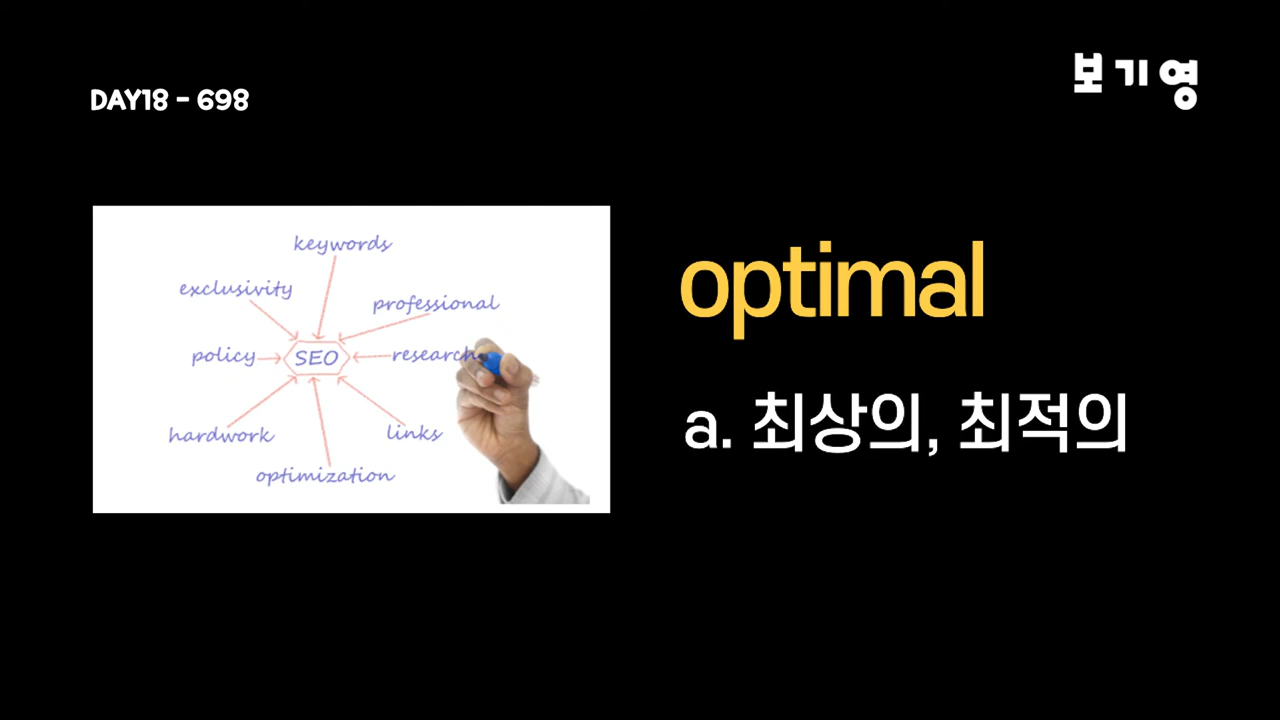 DAY18 - 698
보기영
keywords
exclusivity
professional
policy
SEO
research
hardwork
links
optimization
optimal
a. 최상의, 최적의